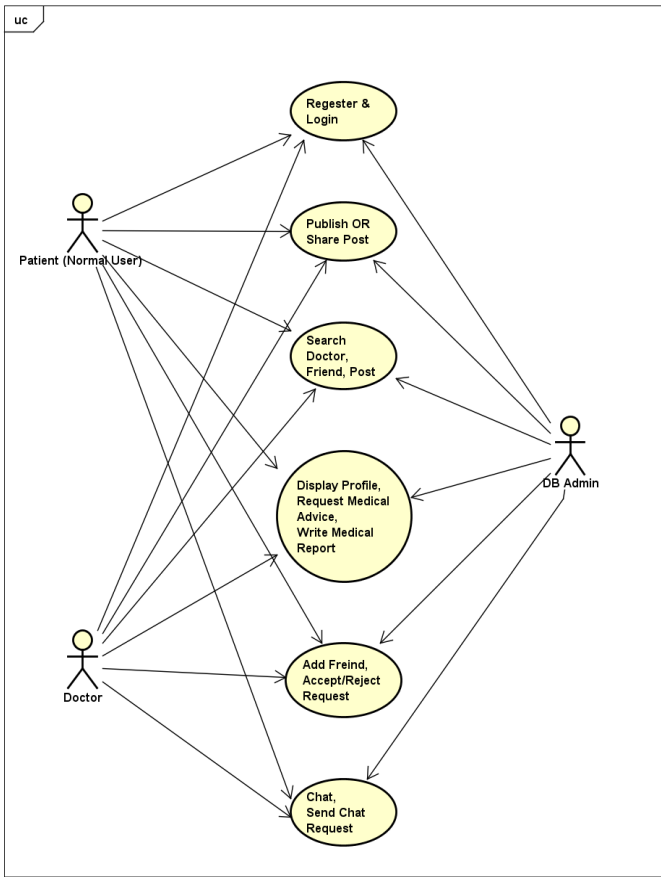 uc
Regester &
Login
Publish OR
Share Post
Patient (Normal User)
Search
Doctor,
Friend, Post
DB Admin
Display Profile,
Request Medical
Advice,
Write Medical
Report
Add Freind,
Accept/Reject
Request
Doctor
Chat,
Send Chat
Request